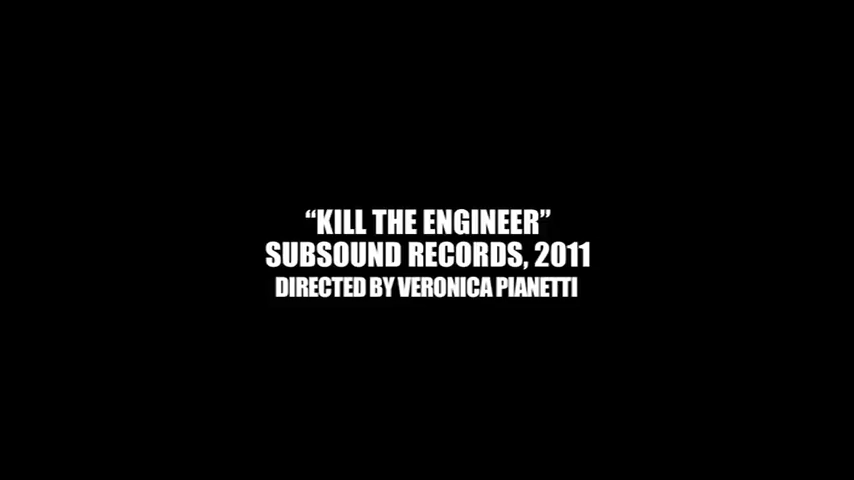 “KILL THE ENGINEER”
SUBSOUND RECORDS, 2011
DIRECTED BY VERONICA PIANETTI